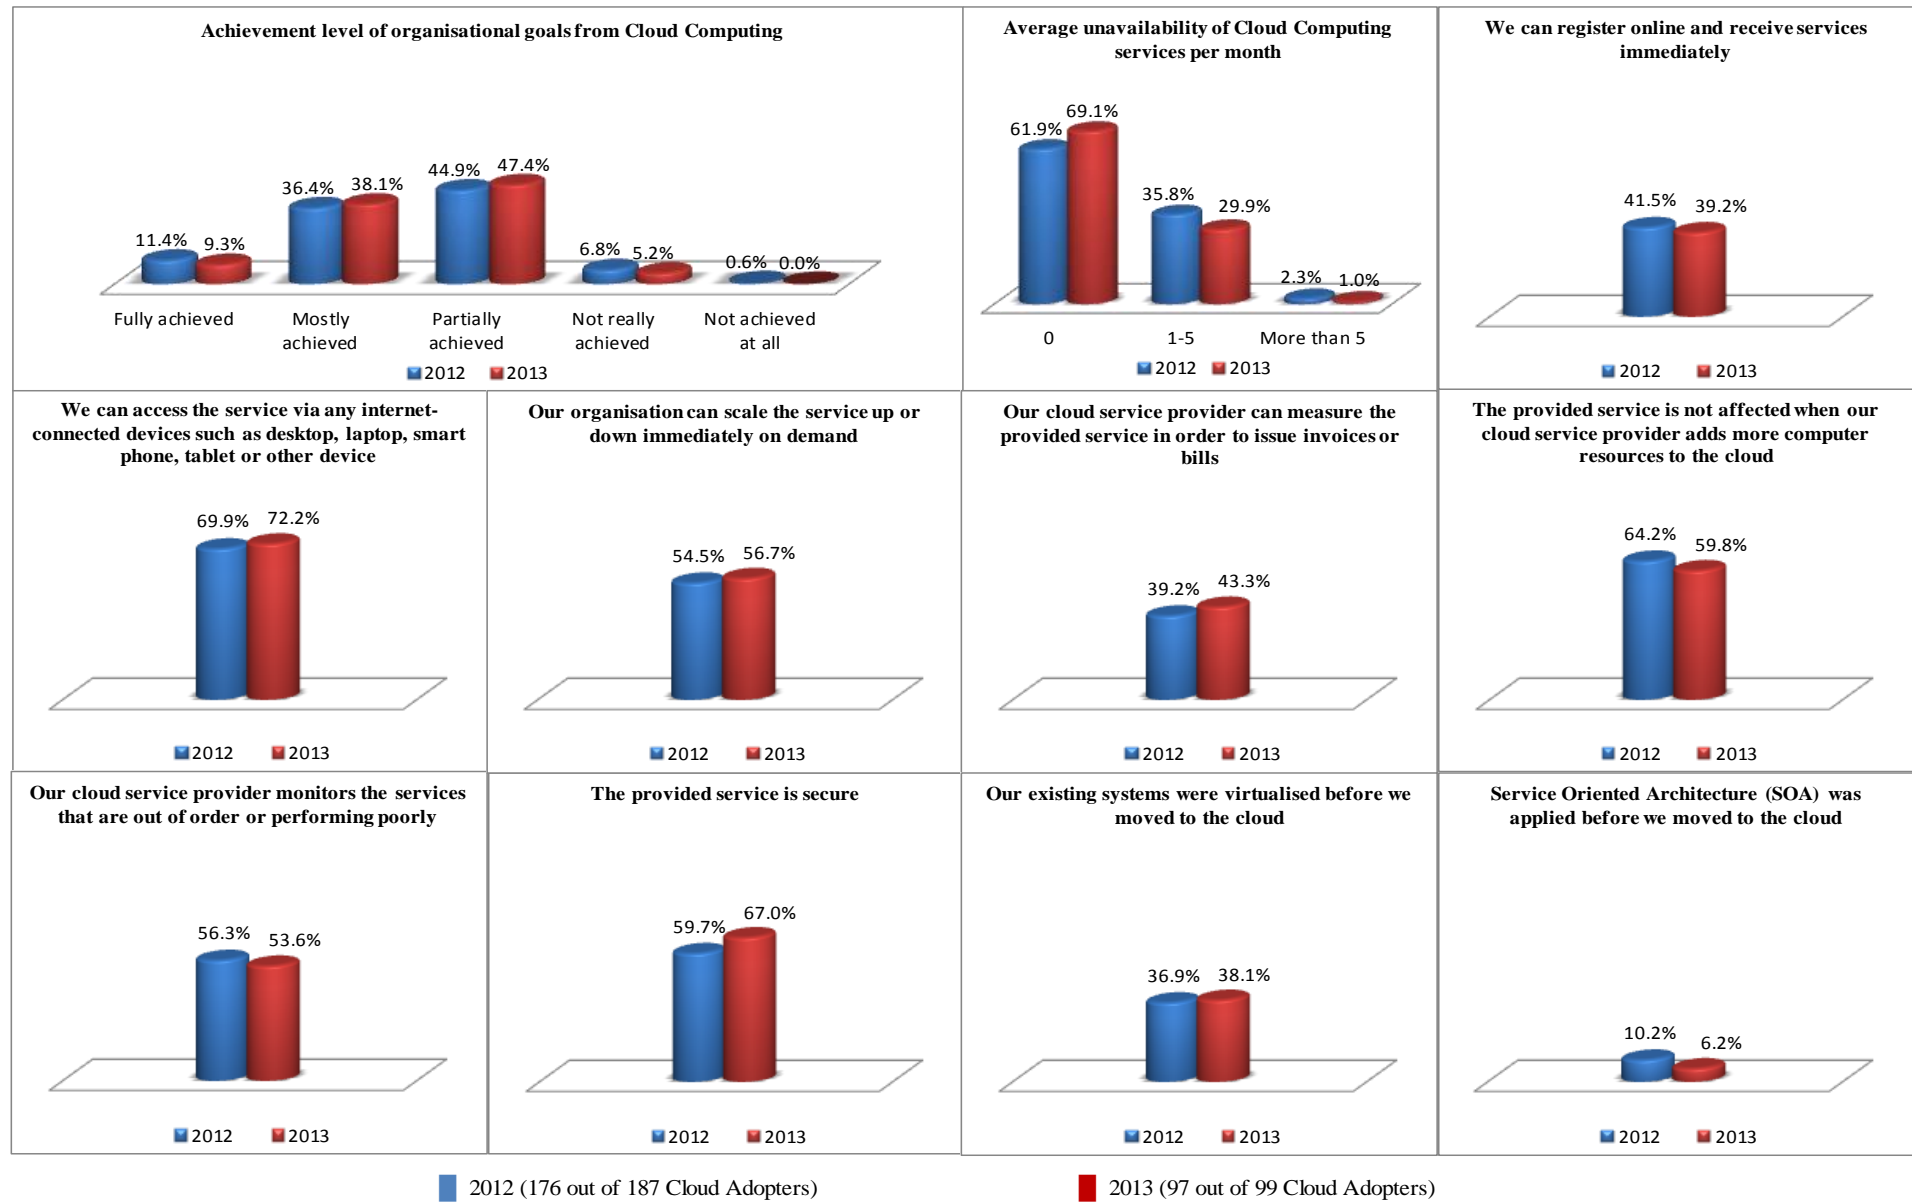 Achievement level of organisational goals from Cloud Computing
11.4%
9.3%
36.4%
38.1%
44.9%
47.4%
6.8%
5.2%
0.6%
0.0%
Fully achieved
Mostly
achieved
Partially
achieved
Not really
achieved
Not achieved
at all
2012
2013
Average unavailability of Cloud Computing
services per month
61.9%
69.1%
35.8%
29.9%
2.3%
1.0%
0
1-5
More than 5
2012
2013
We can register online and receive services
immediately
41.5%
39.2%
2012
2013
We can access the service via any internet-
connected devices such as desktop, laptop, smart
phone, tablet or other device
69.9%
72.2%
2012
2013
Our organisation can scale the service up or
down immediately on demand
54.5%
56.7%
2012
2013
Our cloud service provider can measure the
provided service in order to issue invoices or
bills
39.2%
43.3%
2012
2013
The provided service is not affected when our
cloud service provider adds more computer
resources to the cloud
64.2%
59.8%
2012
2013
Our cloud service provider monitors the services
that are out of order or performing poorly
56.3%
53.6%
2012
2013
The provided service is secure
59.7%
67.0%
2012
2013
Our existing systems were virtualised before we
moved to the cloud
36.9%
38.1%
2012
2013
Service Oriented Architecture (SOA) was
applied before we moved to the cloud
10.2%
6.2%
2012
2013
2012 (176 out of 187 Cloud Adopters)
2013 (97 out of 99 Cloud Adopters)